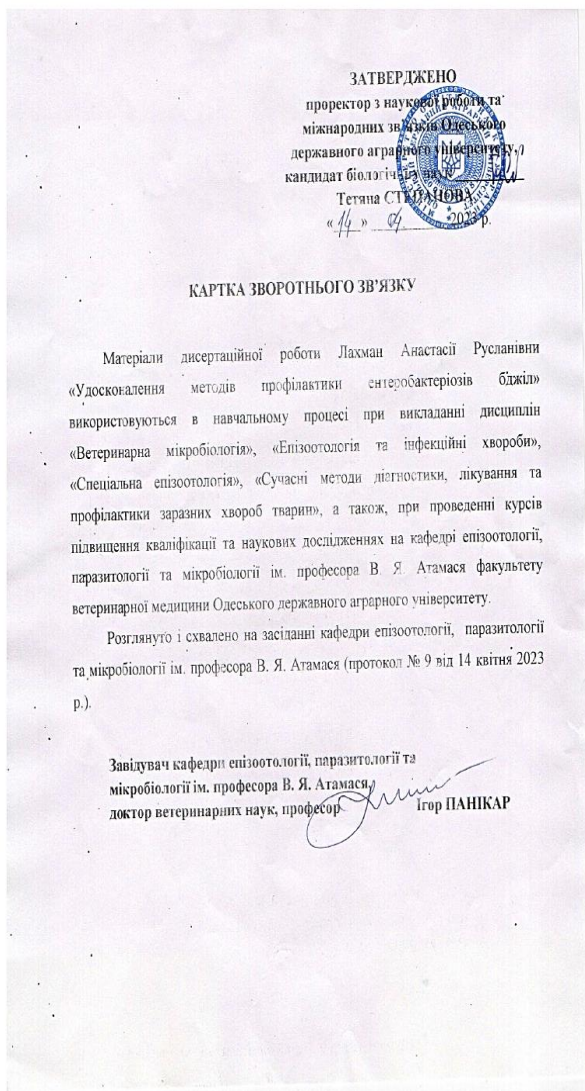 ЗАТВЕРДЖЕНО
проректор з наукової роботи та
міжнародних зв'язків Одеського
державного аграрного університету,
кандидат біологічних наук
Тетяна СТЕПАНОВА
«14» 04 2023 р.
КАРТКА ЗВОРОТНЬОГО ЗВ'ЯЗКУ
Матеріали дисертаційної роботи Лахман Анастасії Русланівни
«Удосконалення методів профілактики ентеробактеріозів бджіл»
використовуються в навчальному процесі при викладанні дисциплін
«Ветеринарна мікробіологія», «Епізоотологія та інфекційні хвороби»,
«Спеціальна епізоотологія», «Сучасні методи діагностики, лікування та
профілактики заразних хвороб тварин», а також, при проведенні курсів
підвищення кваліфікації та наукових дослідженнях на кафедрі епізоотології,
паразитології та мікробіології ім. професора В. Я. Атамася факультету
ветеринарної медицини Одеського державного аграрного університету.
Розглянуто і схвалено на засіданні кафедри епізоотології, паразитології
та мікробіології ім. професора В. Я. Атамася (протокол № 9 від 14 квітня 2023
р.).
Завідувач кафедри епізоотології, паразитології та
мікробіології ім. професора В. Я. Атамася,
доктор ветеринарних наук, професор Ігор ПАНІКАР